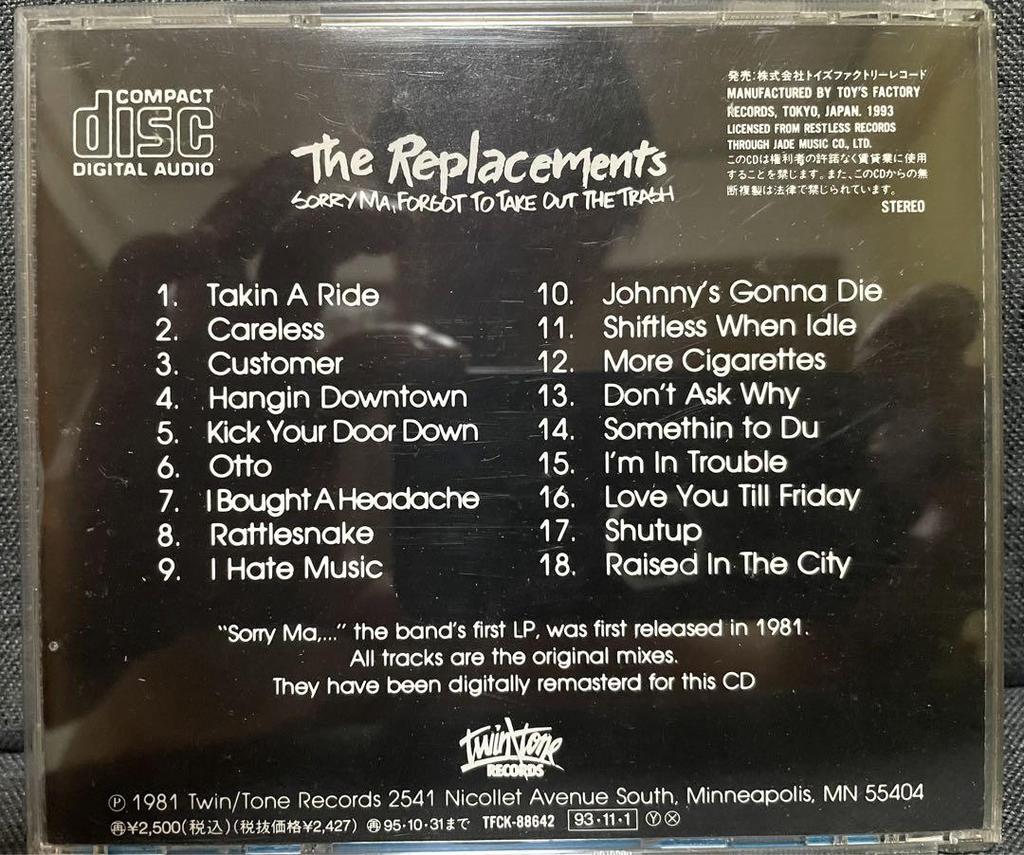 COMPACT
disc
DIGITAL AUDIO
発売:株式会社トイズファクトリーレコード
MANUFACTURED BY TOY'S FACTORY
RECORDS, TOKYO, JAPAN. 1993
LICENSED FROM RESTLESS RECORDS
THROUGH JADE MUSIC CO., LTD.
このCDは権利者の許諾なく賃貸業に使用
することを禁じます。また、このCDからの無
断複製は法律で禁じられています。
STEREO
The Replacements
SORRY MA, FORGOT TO TAKE OUT THE TRASH
1. Takin A Ride
2. Careless
3. Customer
4. Hangin Downtown
5. Kick Your Door Down
6. Otto
7. I Bought A Headache
8. Rattlesnake
9. I Hate Music
10. Johnny's Gonna Die
11. Shiftless When Idle
12. More Cigarettes
13. Don't Ask Why
14. Somethin to Du
15. I'm In Trouble
16. Love You Till Friday
17. Shutup
18. Raised In The City
"Sorry Ma,..." the band's first LP, was first released in 1981.
All tracks are the original mixes.
They have been digitally remasterd for this CD
Twin/Tone
RECORDS
Ⓟ 1981 Twin/Tone Records 2541 Nicollet Avenue South, Minneapolis, MN 55404
㊢¥2,500(税込)(税抜価格¥2,427) ㊢95·10·31まで TFCK-88642 93·11·1 Ⓨ Ⓧ